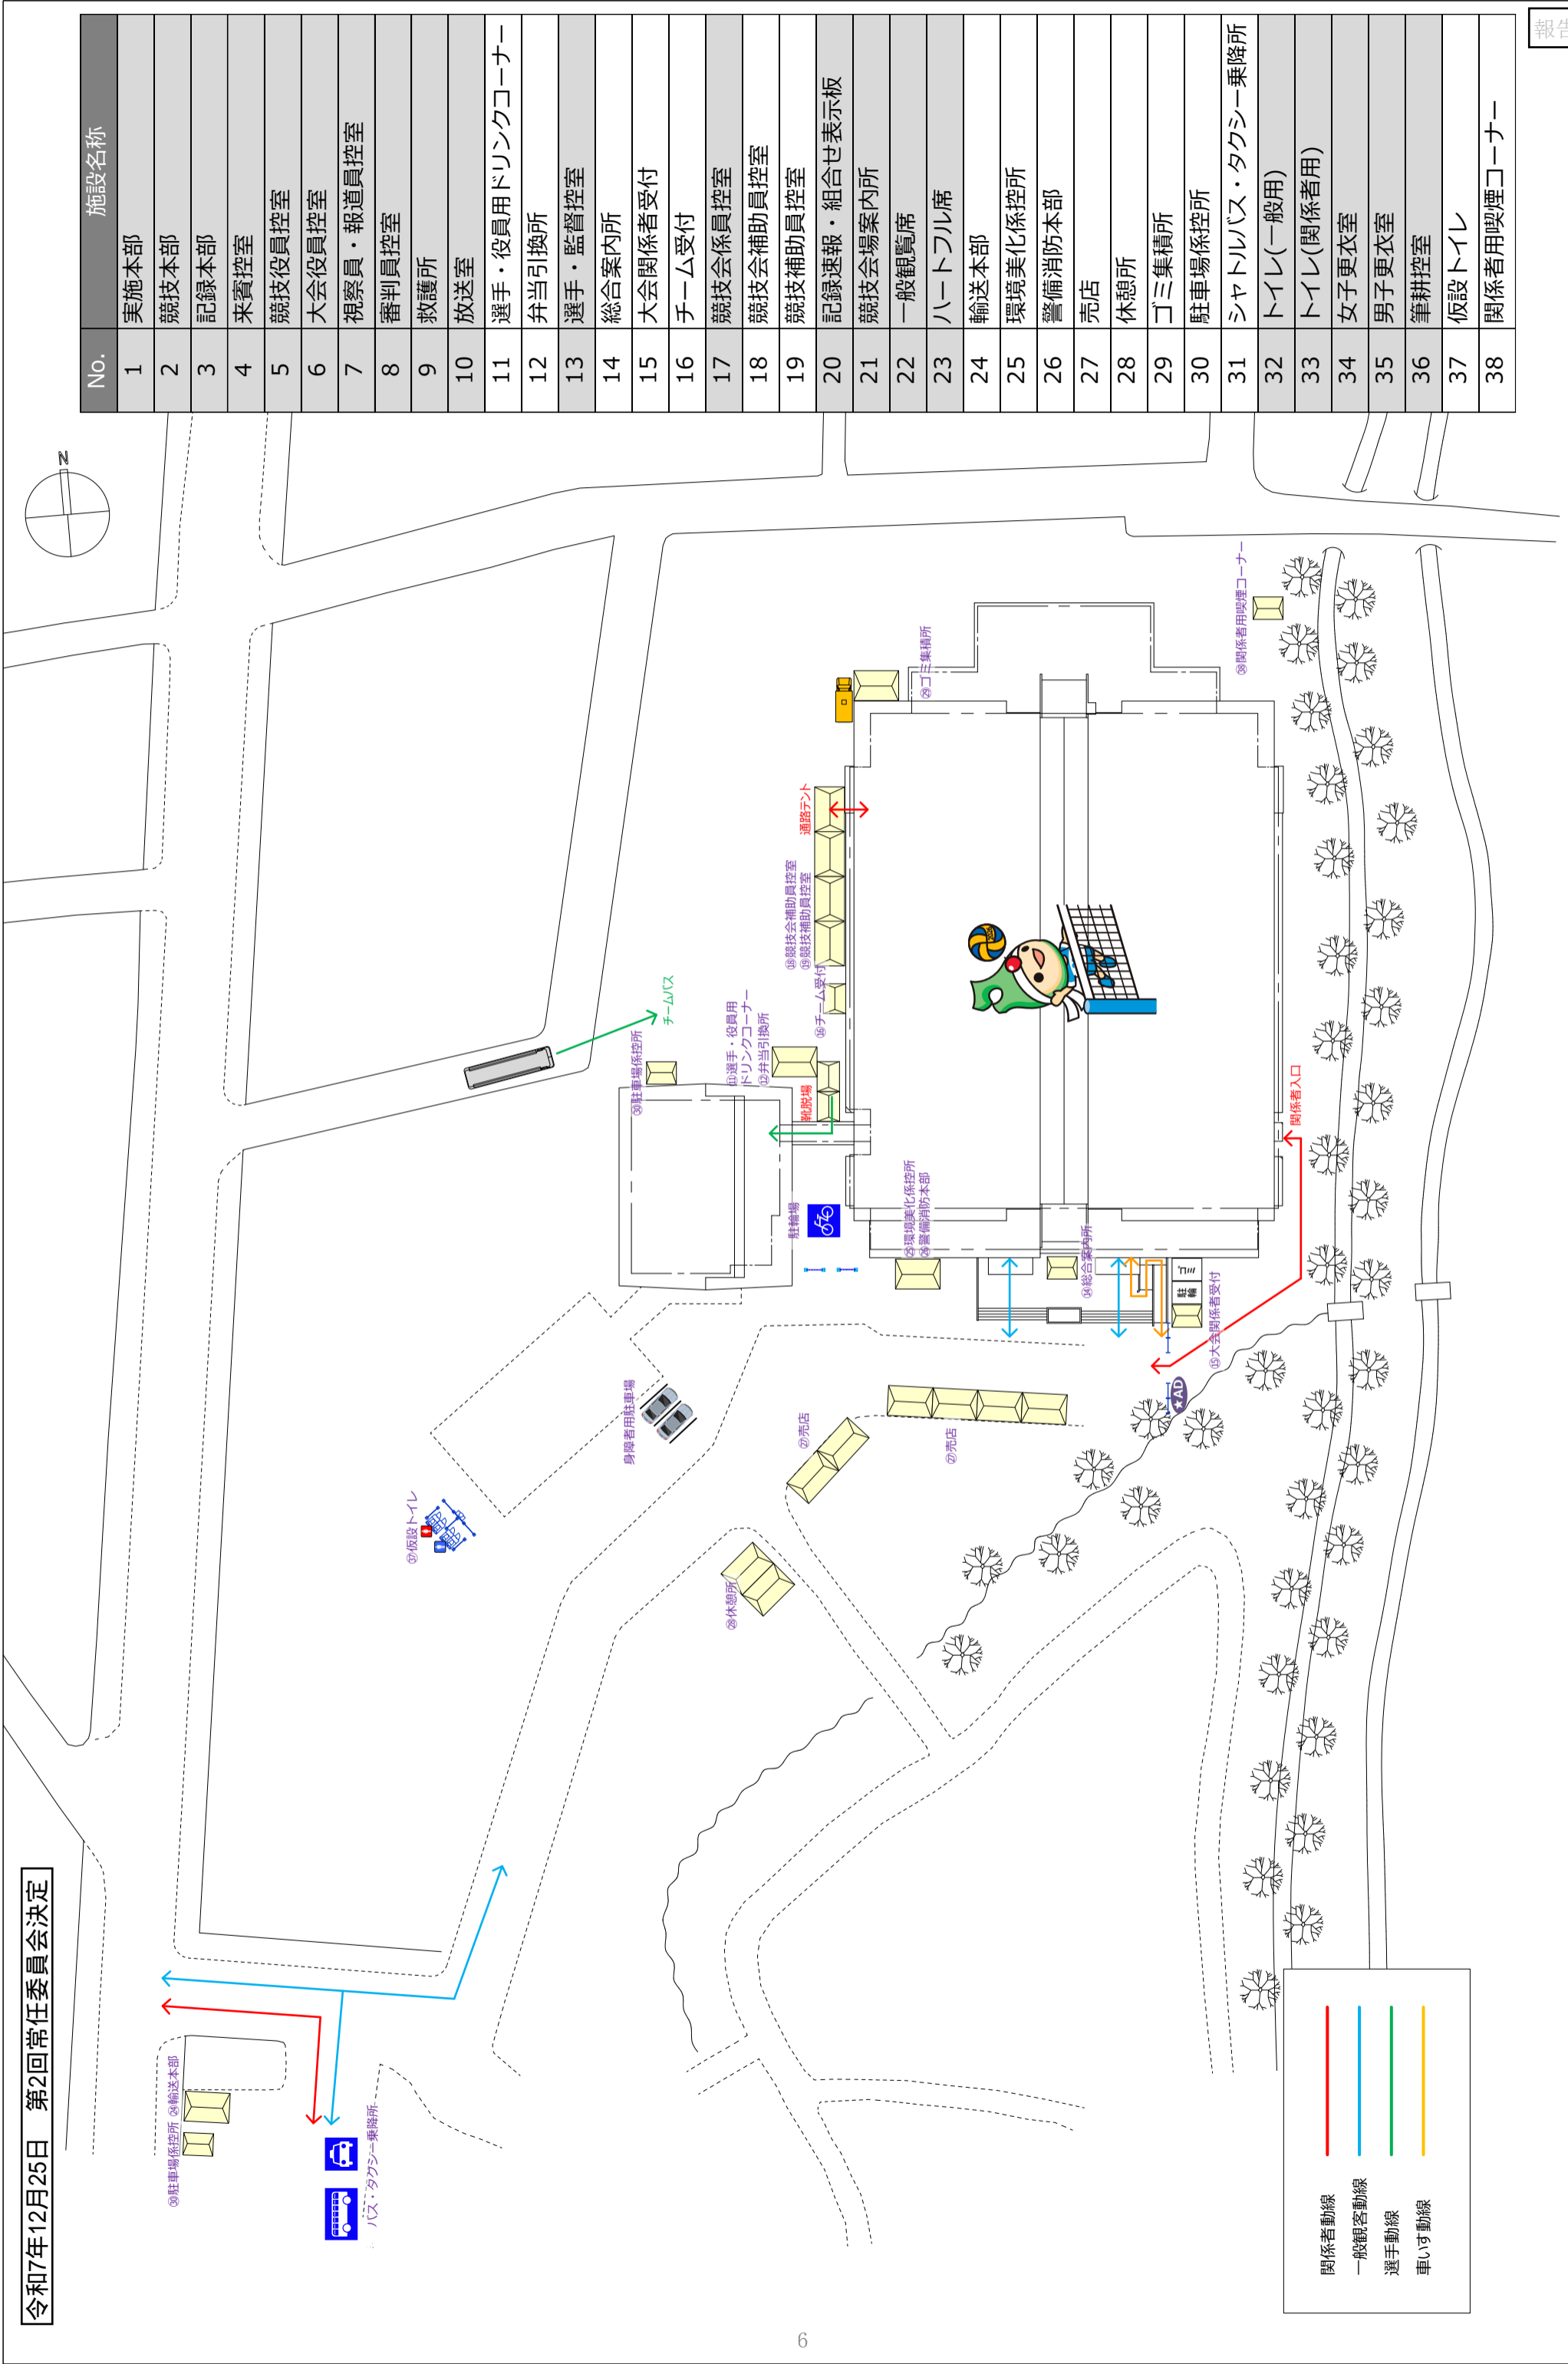 令和7年12月25日　第2回常任委員会決定
報告
No. 施設名称
1 実施本部
2 競技本部
3 記録本部
4 来賓控室
5 競技役員控室
6 大会役員控室
7 視察員・報道員控室
8 審判員控室
9 救護所
10 放送室
11 選手・役員用ドリンクコーナー
12 弁当引換所
13 選手・監督控室
14 総合案内所
15 大会関係者受付
16 チーム受付
17 競技会係員控室
18 競技会補助員控室
19 競技補助員控室
20 記録速報・組合せ表示板
21 競技会場案内所
22 一般観覧席
23 ハートフル席
24 輸送本部
25 環境美化係控所
26 警備消防本部
27 売店
28 休憩所
29 ゴミ集積所
30 駐車場係控所
31 シャトルバス・タクシー乗降所
32 トイレ(一般用)
33 トイレ(関係者用)
34 女子更衣室
35 男子更衣室
36 筆耕控室
37 仮設トイレ
38 関係者用喫煙コーナー
N
㉚駐車場係控所 ㉔輸送本部
バス・タクシー乗降所
㊲仮設トイレ
身障者用駐車場
チームバス
㉚駐車場係控所
㉘休憩所
㉗売店
㉗売店
駐輪場
⑪選手・役員用
ドリンクコーナー
⑫弁当引換所
靴脱場
⑯チーム受付
⑱競技会補助員控室
⑲競技補助員控室
通路テント
㉙ゴミ集積所
㉕環境美化係控所
㉖警備消防本部
⑭総合案内所
駐輪
ゴミ
⑮大会関係者受付
★AD
関係者入口
㊳関係者用喫煙コーナー
関係者動線
一般観客動線
選手動線
車いす動線
6